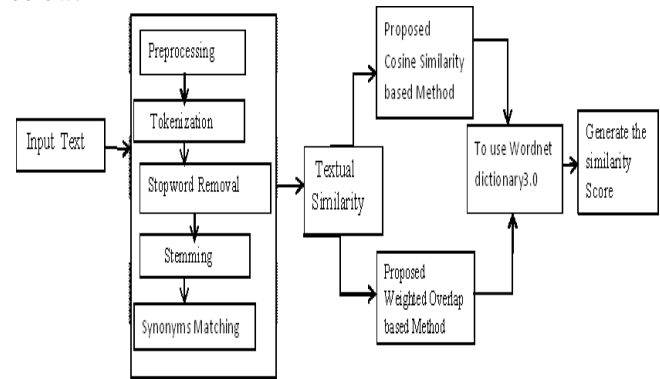 Input Text
Preprocessing
Tokenization
Stopword Removal
Stemming
Synonyms Matching
Textual
Similarity
Proposed
Cosine Similarity
based Method
Proposed
Weighted Overlap
based Method
To use Wordnet
dictionary3.0
Generate the
similarity
Score